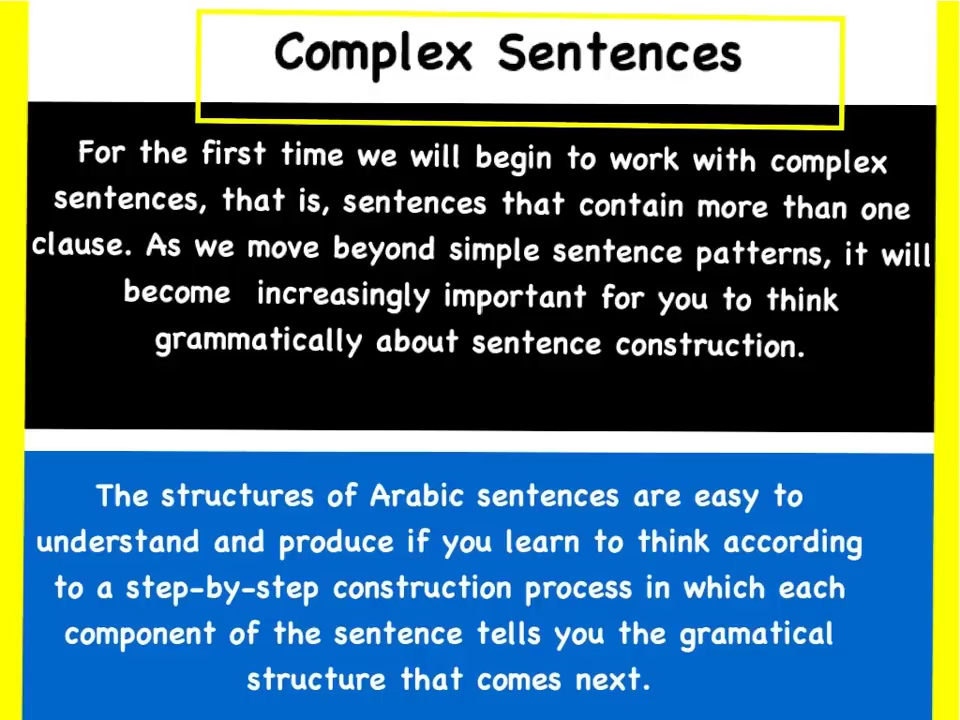 Complex Sentences
For the first time we will begin to work with complex
sentences, that is, sentences that contain more than one
clause. As we move beyond simple sentence patterns, it will
become increasingly important for you to think
grammatically about sentence construction.
The structures of Arabic sentences are easy to
understand and produce if you learn to think according
to a step-by-step construction process in which each
component of the sentence tells you the gramatical
structure that comes next.